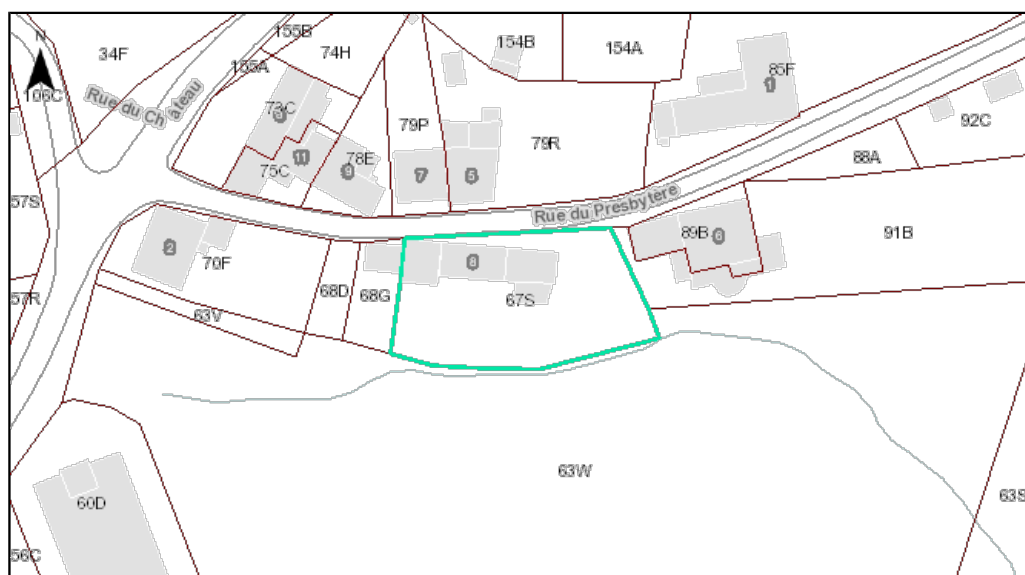 N
155B
34F
74H
154B
154A
155A
85F
106C
Rue du Château
1
73C
9
79P
92C
79R
11
78E
88A
75C
9
7
5
57S
Rue du Presbytère
89B
6
91B
2
70F
8
57R
68D
68G
67S
63V
63W
63S
60D
56C